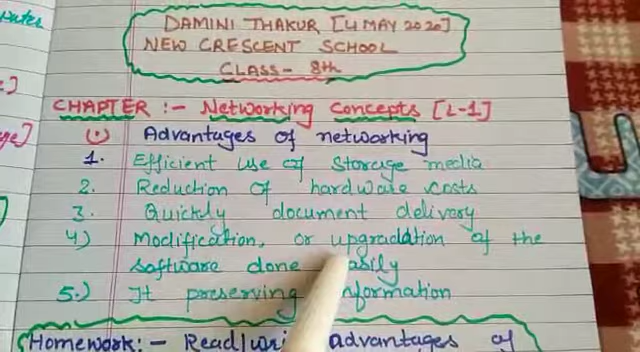 DAMINI THAKUR [4 MAY 2020]
NEW CRESCENT SCHOOL
CLASS- 8th
CHAPTER :- Networking Concepts [L-1]
(1) Advantages of networking
1. Efficient use of Storage media
2. Reduction of hardware costs
3. Quickly document delivery
4) Modification, or upgradation of the
software done easily
5.) It preserving information
Homework:- Read/ advantages of